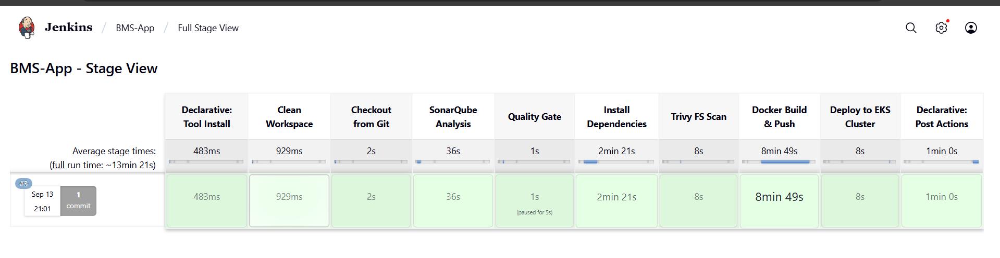 Jenkins / BMS-App / Full Stage View
BMS-App - Stage View
Declarative: Tool Install
Clean Workspace
Checkout from Git
SonarQube Analysis
Quality Gate
Install Dependencies
Trivy FS Scan
Docker Build & Push
Deploy to EKS Cluster
Declarative: Post Actions
Average stage times:
(full run time: ~13min 21s)
483ms
929ms
2s
36s
1s
2min 21s
8s
8min 49s
8s
1min 0s
#3
Sep 13
21:01
1
commit
483ms
929ms
2s
36s
1s
(paused for 5s)
2min 21s
8s
8min 49s
8s
1min 0s